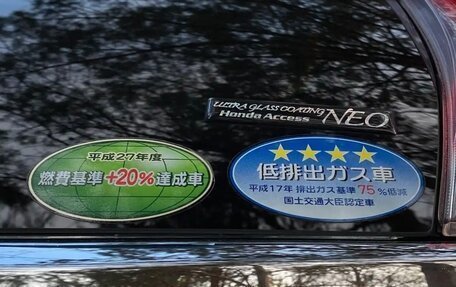 ULTRA GLASS COATING
Honda Access NEO
平成27年度
燃費基準+20%達成車
低排出ガス車
平成17年 排出ガス基準 75%低減
国土交通大臣認定車